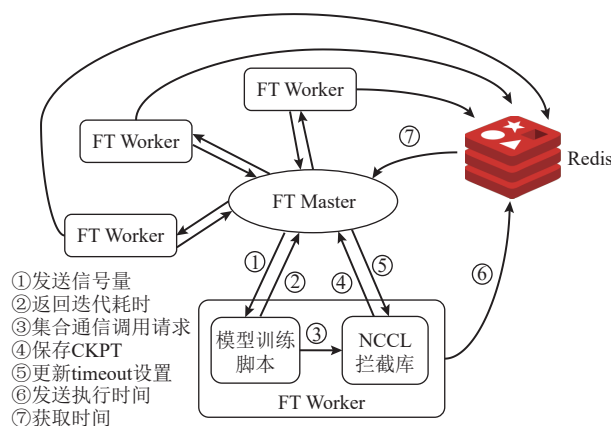 FT Worker
FT Worker
FT Worker
⑦
Redis
FT Master
①
②
④
⑤
⑥
模型训练
脚本
③
NCCL
拦截库
FT Worker
①发送信号量
②返回迭代耗时
③集合通信调用请求
④保存CKPT
⑤更新timeout设置
⑥发送执行时间
⑦获取时间